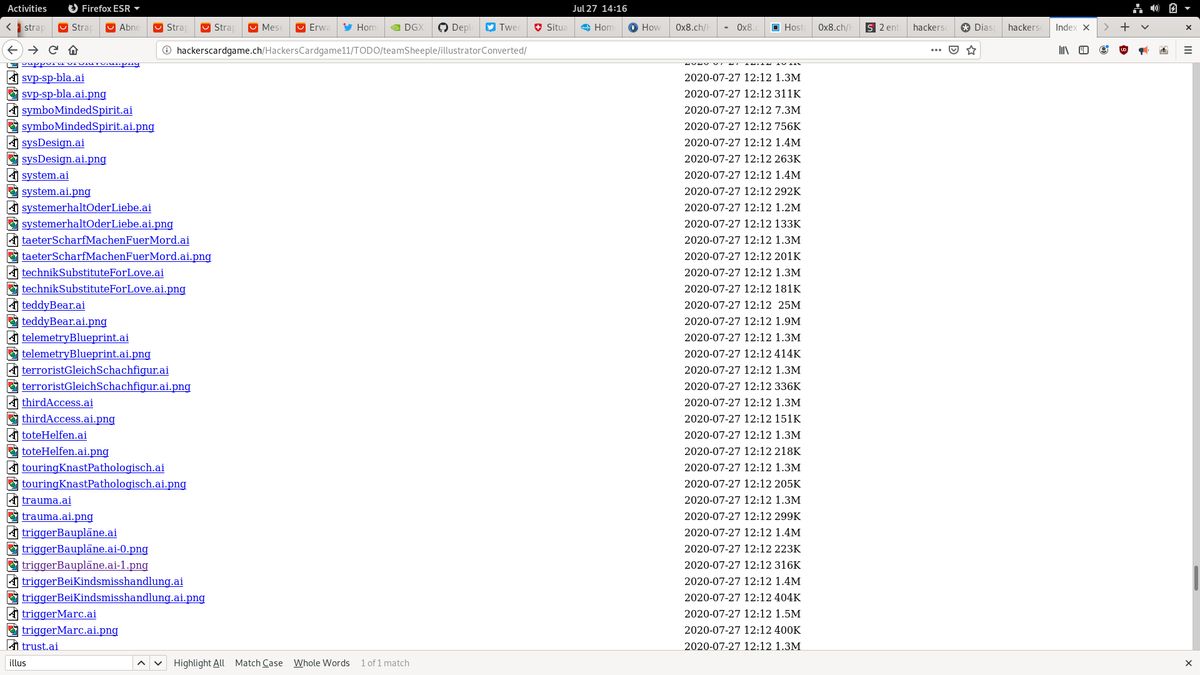 Activities Firefox ESR Jul 27 14:16
strap Strap Abne Strap Strap Mess Erwa Hom DGX Depl Twee Situa Hom How 0x8.ch/ 0x8. Host 0x8.ch/ 2 ent hackers Dias hackers Index
hackerscardgame.ch/HackersCardgame11/TODO/teamSheeple/illustratorConverted/
svp-sp-bla.ai 2020-07-27 12:12 1.3M
svp-sp-bla.ai.png 2020-07-27 12:12 311K
symboMindedSpirit.ai 2020-07-27 12:12 7.3M
symboMindedSpirit.ai.png 2020-07-27 12:12 756K
sysDesign.ai 2020-07-27 12:12 1.4M
sysDesign.ai.png 2020-07-27 12:12 263K
system.ai 2020-07-27 12:12 1.4M
system.ai.png 2020-07-27 12:12 292K
systemerhaltOderLiebe.ai 2020-07-27 12:12 1.2M
systemerhaltOderLiebe.ai.png 2020-07-27 12:12 133K
taeterScharfMachenFuerMord.ai 2020-07-27 12:12 1.3M
taeterScharfMachenFuerMord.ai.png 2020-07-27 12:12 201K
technikSubstituteForLove.ai 2020-07-27 12:12 1.3M
technikSubstituteForLove.ai.png 2020-07-27 12:12 181K
teddyBear.ai 2020-07-27 12:12 25M
teddyBear.ai.png 2020-07-27 12:12 1.9M
telemetryBlueprint.ai 2020-07-27 12:12 1.3M
telemetryBlueprint.ai.png 2020-07-27 12:12 414K
terroristGleichSchachfigur.ai 2020-07-27 12:12 1.3M
terroristGleichSchachfigur.ai.png 2020-07-27 12:12 336K
thirdAccess.ai 2020-07-27 12:12 1.3M
thirdAccess.ai.png 2020-07-27 12:12 151K
toteHelfen.ai 2020-07-27 12:12 1.3M
toteHelfen.ai.png 2020-07-27 12:12 218K
touringKnastPathologisch.ai 2020-07-27 12:12 1.3M
touringKnastPathologisch.ai.png 2020-07-27 12:12 205K
trauma.ai 2020-07-27 12:12 1.3M
trauma.ai.png 2020-07-27 12:12 299K
triggerBaupläne.ai 2020-07-27 12:12 1.4M
triggerBaupläne.ai-0.png 2020-07-27 12:12 223K
triggerBaupläne.ai-1.png 2020-07-27 12:12 316K
triggerBeiKindsmisshandlung.ai 2020-07-27 12:12 1.4M
triggerBeiKindsmisshandlung.ai.png 2020-07-27 12:12 404K
triggerMarc.ai 2020-07-27 12:12 1.5M
triggerMarc.ai.png 2020-07-27 12:12 400K
trust.ai 2020-07-27 12:12 1.3M
illus Highlight All Match Case Whole Words 1 of 1 match